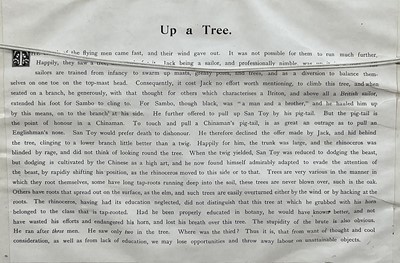 Up a Tree.
of the flying men came fast, and their wind gave out. It was not possible for them to run much further.
Happily, they saw a tree, Jack being a sailor, and professionally nimble, was
sailors are trained from infancy to swarm up masts, greasy poles, and trees, and as a diversion to balance them-
selves on one toe on the top-mast head. Consequently, it cost Jack no effort worth mentioning, to climb this tree, and when
seated on a branch, he generously, with that thought for others which characterises a Briton, and above all a British sailor,
extended his foot for Sambo to cling to. For Sambo, though black, was "a man and a brother," and he hauled him up
by this means, on to the branch at his side. He further offered to pull up San Toy by his pig-tail. But the pig-tail is
the point of honour in a Chinaman. To touch and pull a Chinaman's pig-tail, is as great an outrage as to pull an
Englishman's nose. San Toy would prefer death to dishonour. He therefore declined the offer made by Jack, and hid behind
the tree, clinging to a lower branch little better than a twig. Happily for him, the trunk was large, and the rhinoceros was
blinded by rage, and did not think of looking round the tree. When the twig yielded, San Toy was reduced to dodging the beast,
but dodging is cultivated by the Chinese as a high art, and he now found himself admirably adapted to evade the attention of
the beast, by rapidly shifting his position, as the rhinoceros moved to this side or to that. Trees are very various in the manner in
which they root themselves, some have long tap-roots running deep into the soil, these trees are never blown over, such is the oak.
Others have roots that spread out on the surface, as the elm, and such trees are easily overturned either by the wind or by hacking at the
roots. The rhinoceros, having had its education neglected, did not distinguish that this tree at which he grubbed with his horn
belonged to the class that is tap-rooted. Had he been properly educated in botany, he would have known better, and not
have wasted his efforts and endangered his horn, and lost his breath over this tree. The stupidity of the brute is also obvious.
He ran after three men. He saw only two in the tree. Where was the third? Thus it is, that from want of thought and cool
consideration, as well as from lack of education, we may lose opportunities and throw away labour on unattainable objects.